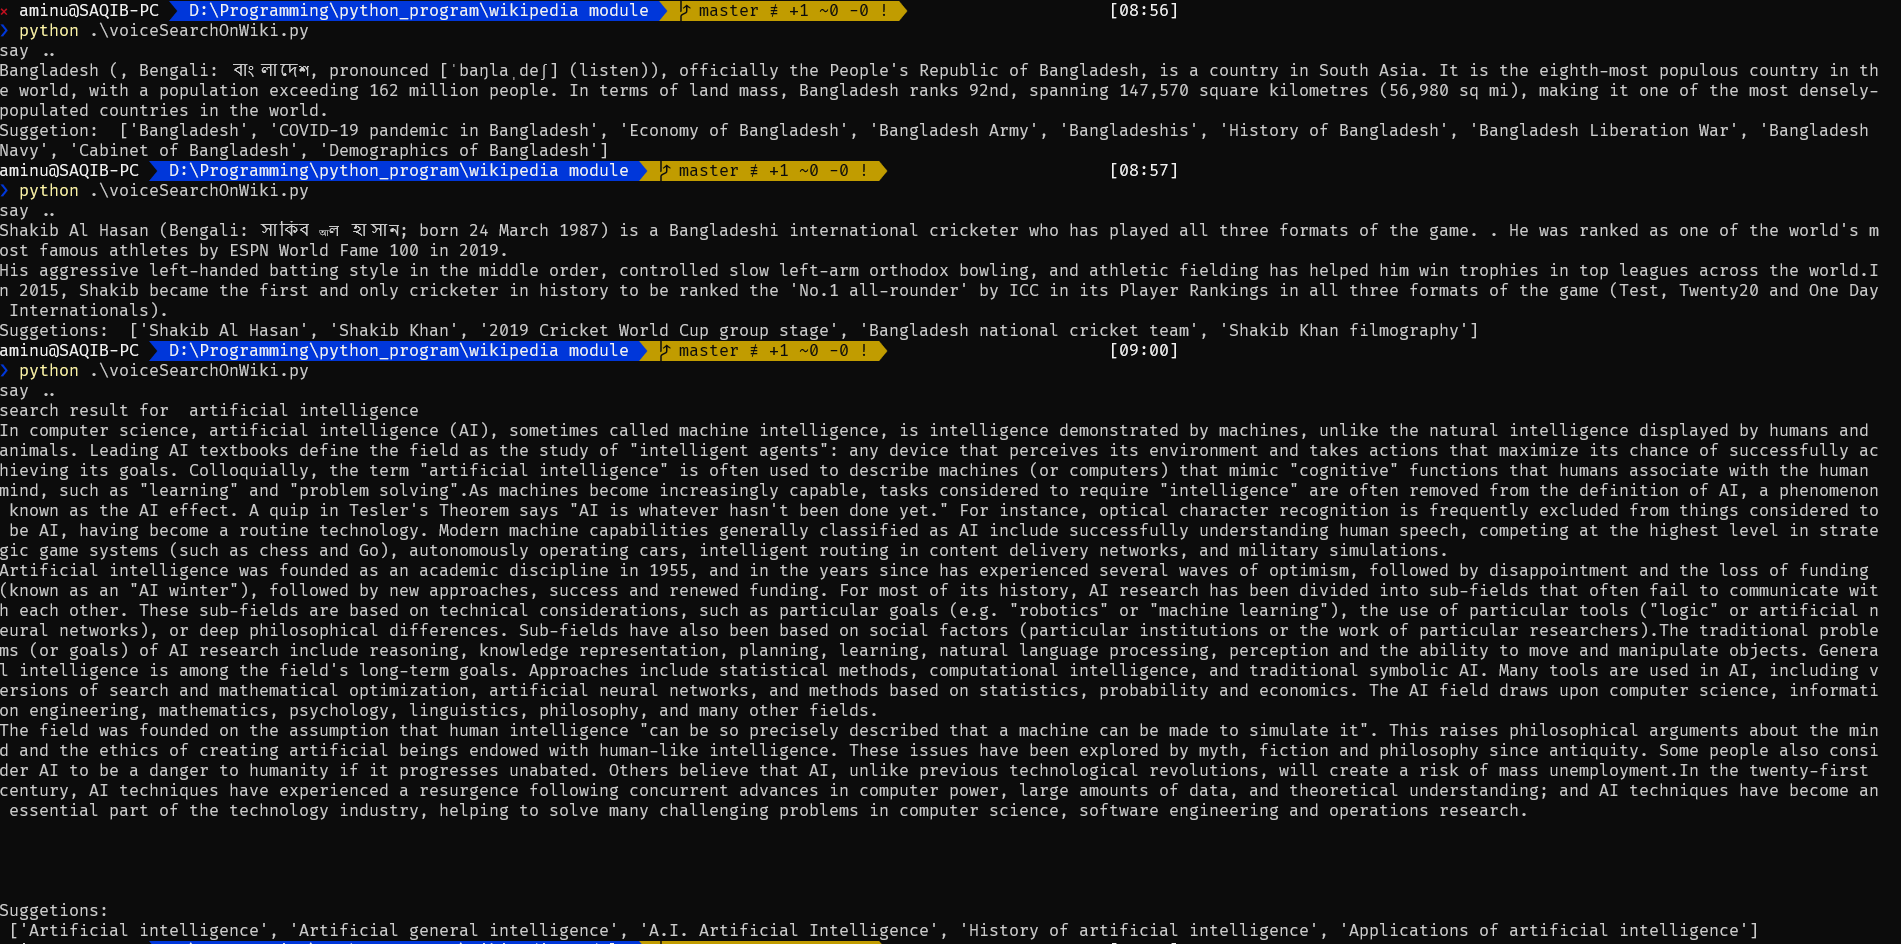 × aminu@SAQIB-PC D:\Programming\python_program\wikipedia module master ≢ +1 ~0 -0 ! [08:56]
❯ python .\voiceSearchOnWiki.py
say ..
Bangladesh (, Bengali: বাংলাদেশ, pronounced [ˈbaŋlaˌdeʃ] (listen)), officially the People's Republic of Bangladesh, is a country in South Asia. It is the eighth-most populous country in th
e world, with a population exceeding 162 million people. In terms of land mass, Bangladesh ranks 92nd, spanning 147,570 square kilometres (56,980 sq mi), making it one of the most densely-
populated countries in the world.
Suggetion:  ['Bangladesh', 'COVID-19 pandemic in Bangladesh', 'Economy of Bangladesh', 'Bangladesh Army', 'Bangladeshis', 'History of Bangladesh', 'Bangladesh Liberation War', 'Bangladesh
Navy', 'Cabinet of Bangladesh', 'Demographics of Bangladesh']
aminu@SAQIB-PC D:\Programming\python_program\wikipedia module master ≢ +1 ~0 -0 ! [08:57]
❯ python .\voiceSearchOnWiki.py
say ..
Shakib Al Hasan (Bengali: সাকিব আল হাসান; born 24 March 1987) is a Bangladeshi international cricketer who has played all three formats of the game. . He was ranked as one of the world's m
ost famous athletes by ESPN World Fame 100 in 2019.
His aggressive left-handed batting style in the middle order, controlled slow left-arm orthodox bowling, and athletic fielding has helped him win trophies in top leagues across the world.I
n 2015, Shakib became the first and only cricketer in history to be ranked the 'No.1 all-rounder' by ICC in its Player Rankings in all three formats of the game (Test, Twenty20 and One Day
 Internationals).
Suggetions:  ['Shakib Al Hasan', 'Shakib Khan', '2019 Cricket World Cup group stage', 'Bangladesh national cricket team', 'Shakib Khan filmography']
aminu@SAQIB-PC D:\Programming\python_program\wikipedia module master ≢ +1 ~0 -0 ! [09:00]
❯ python .\voiceSearchOnWiki.py
say ..
search result for  artificial intelligence
In computer science, artificial intelligence (AI), sometimes called machine intelligence, is intelligence demonstrated by machines, unlike the natural intelligence displayed by humans and
animals. Leading AI textbooks define the field as the study of "intelligent agents": any device that perceives its environment and takes actions that maximize its chance of successfully ac
hieving its goals. Colloquially, the term "artificial intelligence" is often used to describe machines (or computers) that mimic "cognitive" functions that humans associate with the human
mind, such as "learning" and "problem solving".As machines become increasingly capable, tasks considered to require "intelligence" are often removed from the definition of AI, a phenomenon
 known as the AI effect. A quip in Tesler's Theorem says "AI is whatever hasn't been done yet." For instance, optical character recognition is frequently excluded from things considered to
 be AI, having become a routine technology. Modern machine capabilities generally classified as AI include successfully understanding human speech, competing at the highest level in strate
gic game systems (such as chess and Go), autonomously operating cars, intelligent routing in content delivery networks, and military simulations.
Artificial intelligence was founded as an academic discipline in 1955, and in the years since has experienced several waves of optimism, followed by disappointment and the loss of funding
(known as an "AI winter"), followed by new approaches, success and renewed funding. For most of its history, AI research has been divided into sub-fields that often fail to communicate wit
h each other. These sub-fields are based on technical considerations, such as particular goals (e.g. "robotics" or "machine learning"), the use of particular tools ("logic" or artificial n
eural networks), or deep philosophical differences. Sub-fields have also been based on social factors (particular institutions or the work of particular researchers).The traditional proble
ms (or goals) of AI research include reasoning, knowledge representation, planning, learning, natural language processing, perception and the ability to move and manipulate objects. Genera
l intelligence is among the field's long-term goals. Approaches include statistical methods, computational intelligence, and traditional symbolic AI. Many tools are used in AI, including v
ersions of search and mathematical optimization, artificial neural networks, and methods based on statistics, probability and economics. The AI field draws upon computer science, informati
on engineering, mathematics, psychology, linguistics, philosophy, and many other fields.
The field was founded on the assumption that human intelligence "can be so precisely described that a machine can be made to simulate it". This raises philosophical arguments about the min
d and the ethics of creating artificial beings endowed with human-like intelligence. These issues have been explored by myth, fiction and philosophy since antiquity. Some people also consi
der AI to be a danger to humanity if it progresses unabated. Others believe that AI, unlike previous technological revolutions, will create a risk of mass unemployment.In the twenty-first
century, AI techniques have experienced a resurgence following concurrent advances in computer power, large amounts of data, and theoretical understanding; and AI techniques have become an
 essential part of the technology industry, helping to solve many challenging problems in computer science, software engineering and operations research.
Suggetions:
 ['Artificial intelligence', 'Artificial general intelligence', 'A.I. Artificial Intelligence', 'History of artificial intelligence', 'Applications of artificial intelligence']